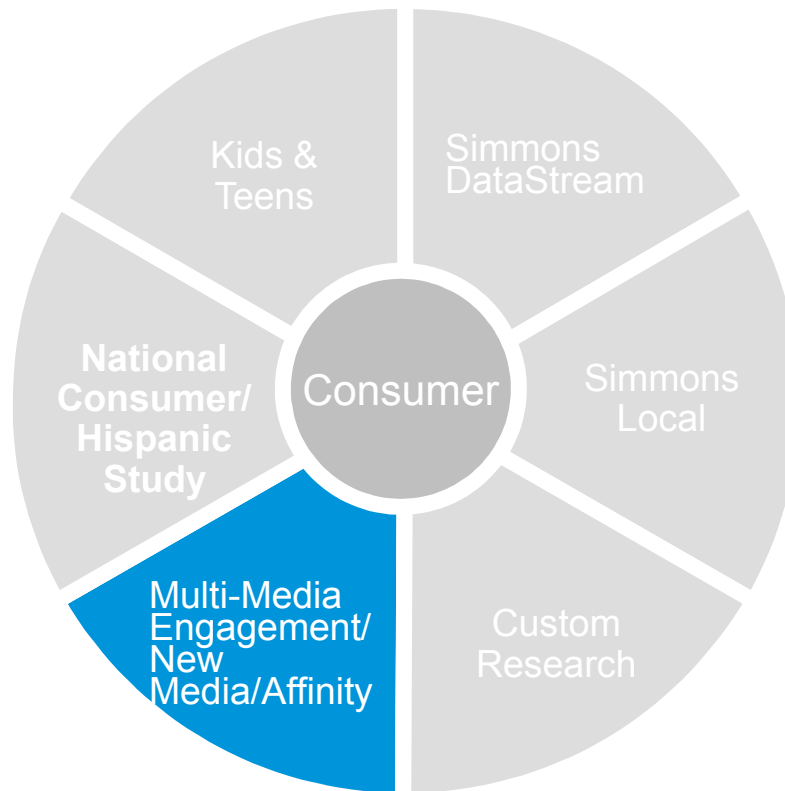 Kids &
Teens
Simmons
DataStream
National
Consumer/
Hispanic
Study
Consumer
Simmons
Local
Multi-Media
Engagement/
New
Media/Affinity
Custom
Research